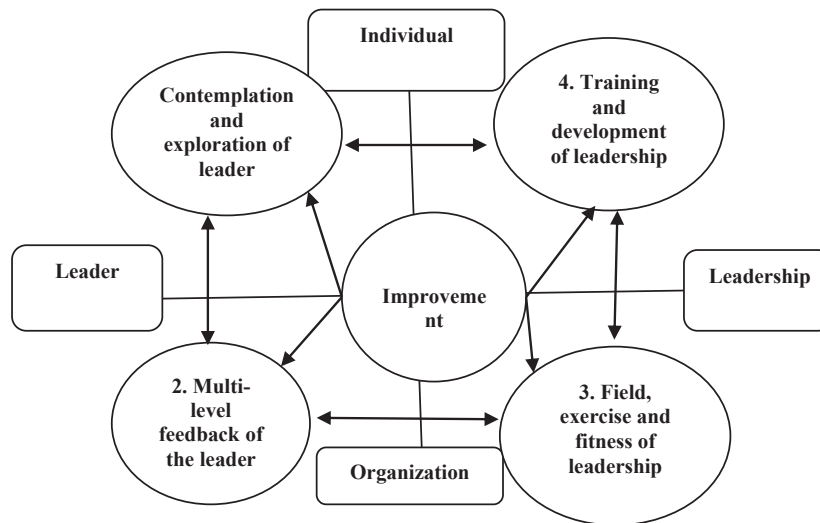 Individual
Contemplation
and
exploration of
leader
4. Training
and
development
of leadership
Leader
Improveme
nt
Leadership
2. Multi-
level
feedback of
the leader
3. Field,
exercise and
fitness of
leadership
Organization